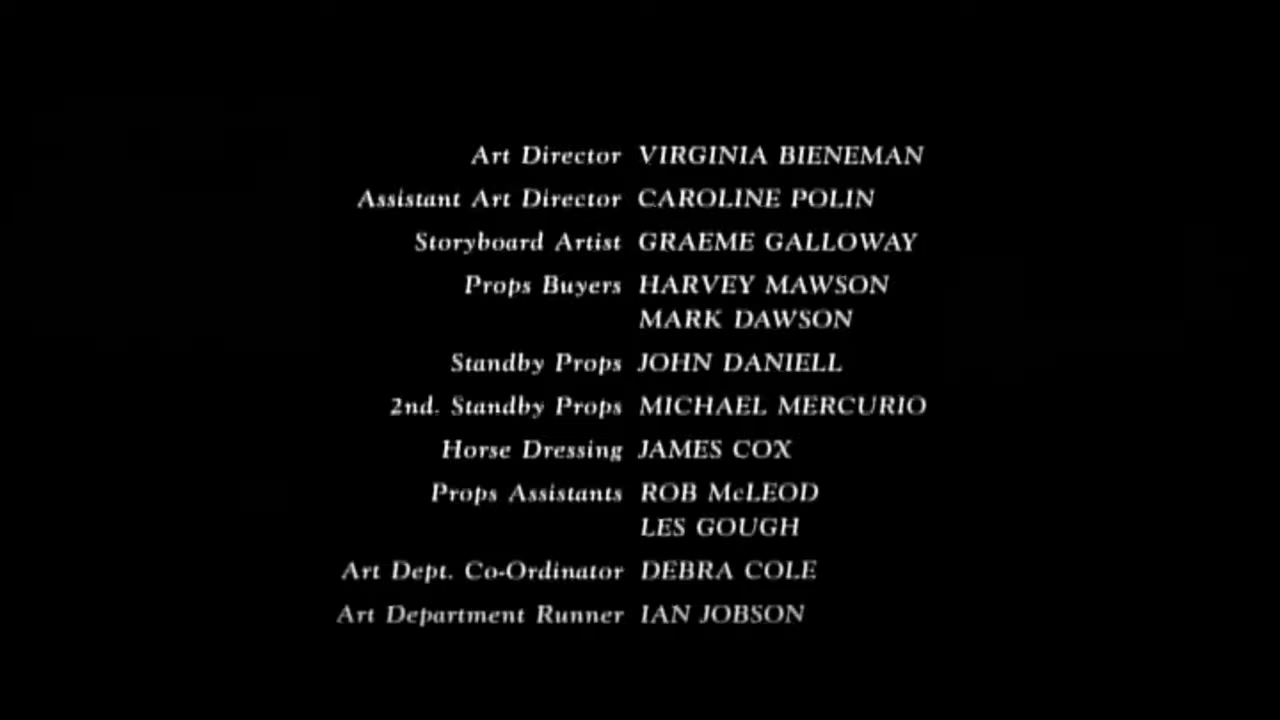 Art Director VIRGINIA BIENEMAN
Assistant Art Director CAROLINE POLIN
Storyboard Artist GRAEME GALLOWAY
Props Buyers HARVEY MAWSON
MARK DAWSON
Standby Props JOHN DANIELL
2nd. Standby Props MICHAEL MERCURIO
Horse Dressing JAMES COX
Props Assistants ROB McLEOD
LES GOUGH
Art Dept. Co-Ordinator DEBRA COLE
Art Department Runner IAN JOBSON